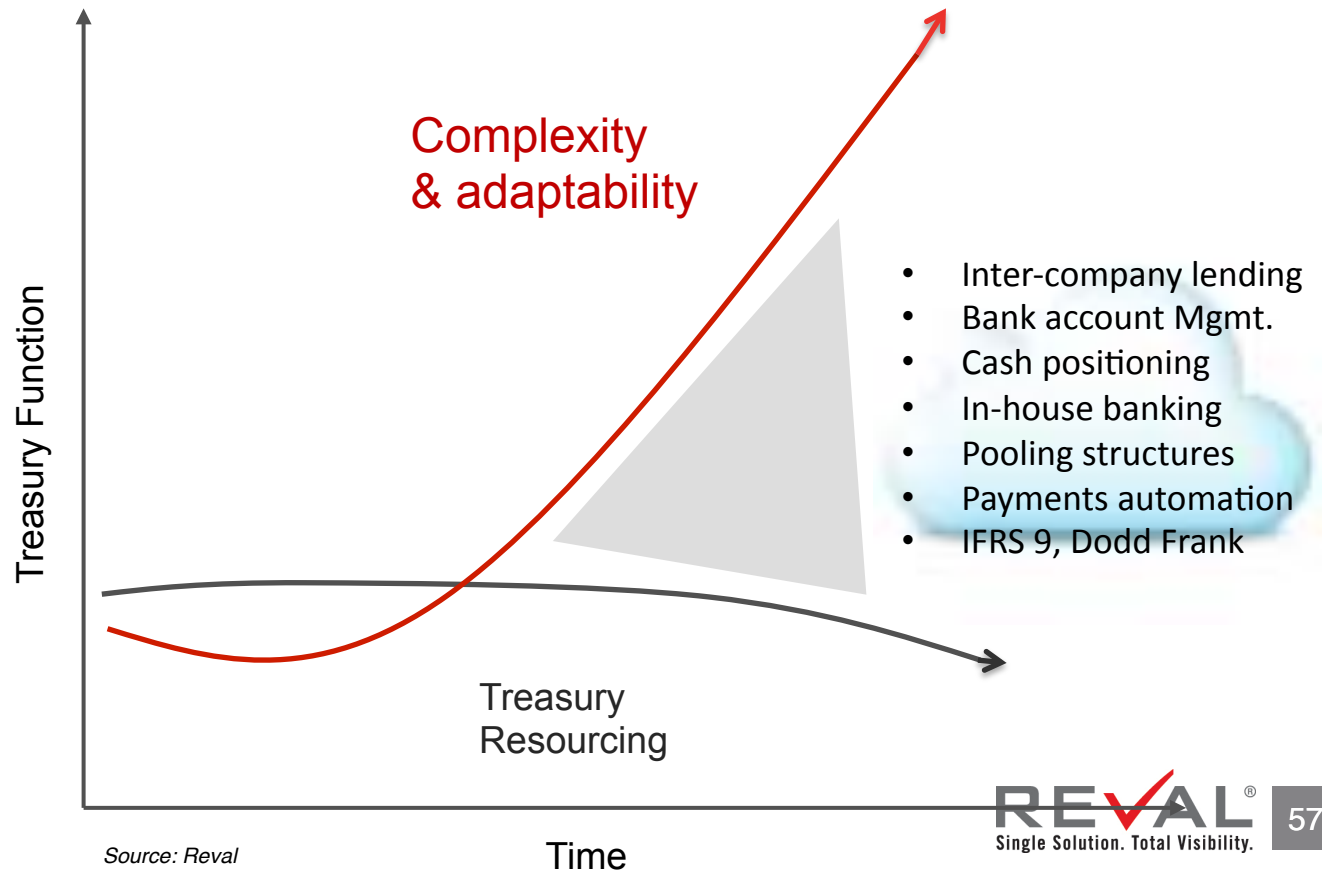 Complexity
& adaptability
Treasury Function
• Inter-company lending
• Bank account Mgmt.
• Cash positioning
• In-house banking
• Pooling structures
• Payments automation
• IFRS 9, Dodd Frank
Treasury
Resourcing
REVAL®
Single Solution. Total Visibility.
57
Source: Reval
Time